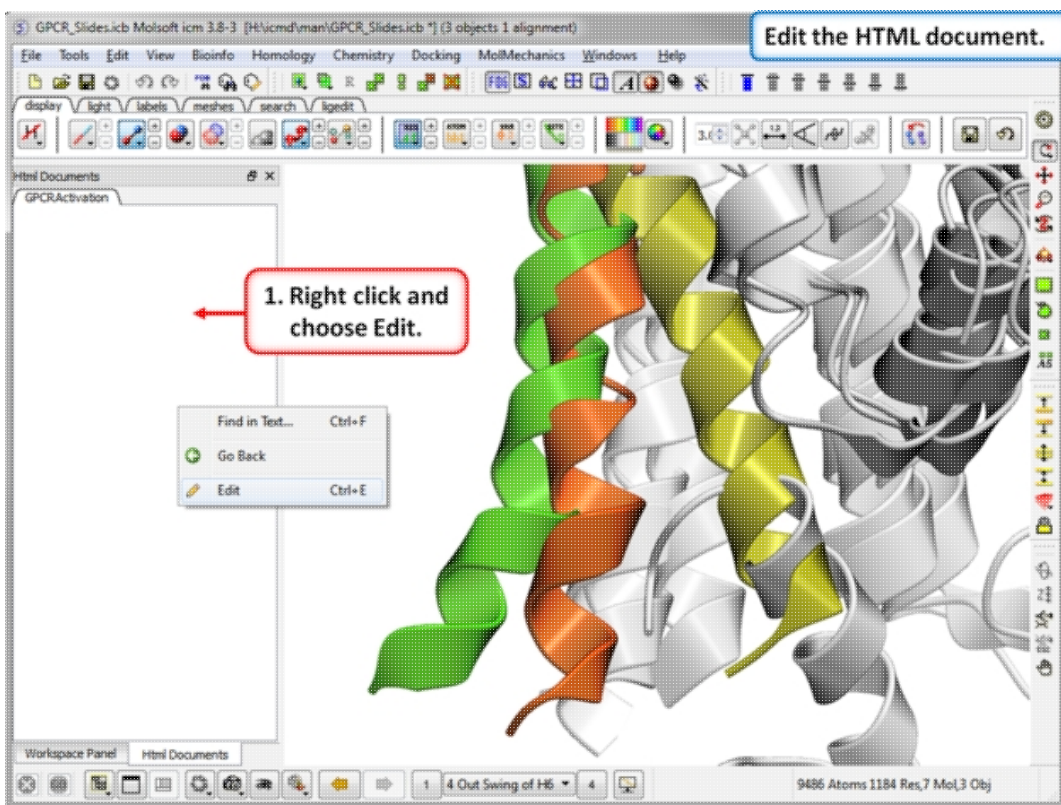 GPCR_Slides.icb Molsoft icm 3.8-3 [H:\icmd\man\GPCR_Slides.icb *] (3 objects 1 alignment)
Edit the HTML document.
File Tools Edit View Bioinfo Homology Chemistry Docking MolMechanics Windows Help
display light labels meshes search ligedit
Html Documents
GPCRActivation
1. Right click and
choose Edit.
Find in Text... Ctrl+F
Go Back
Edit Ctrl+E
Workspace Panel Html Documents
1 4 Out Swing of H6 4
9486 Atoms 1184 Res,7 Mol,3 Obj